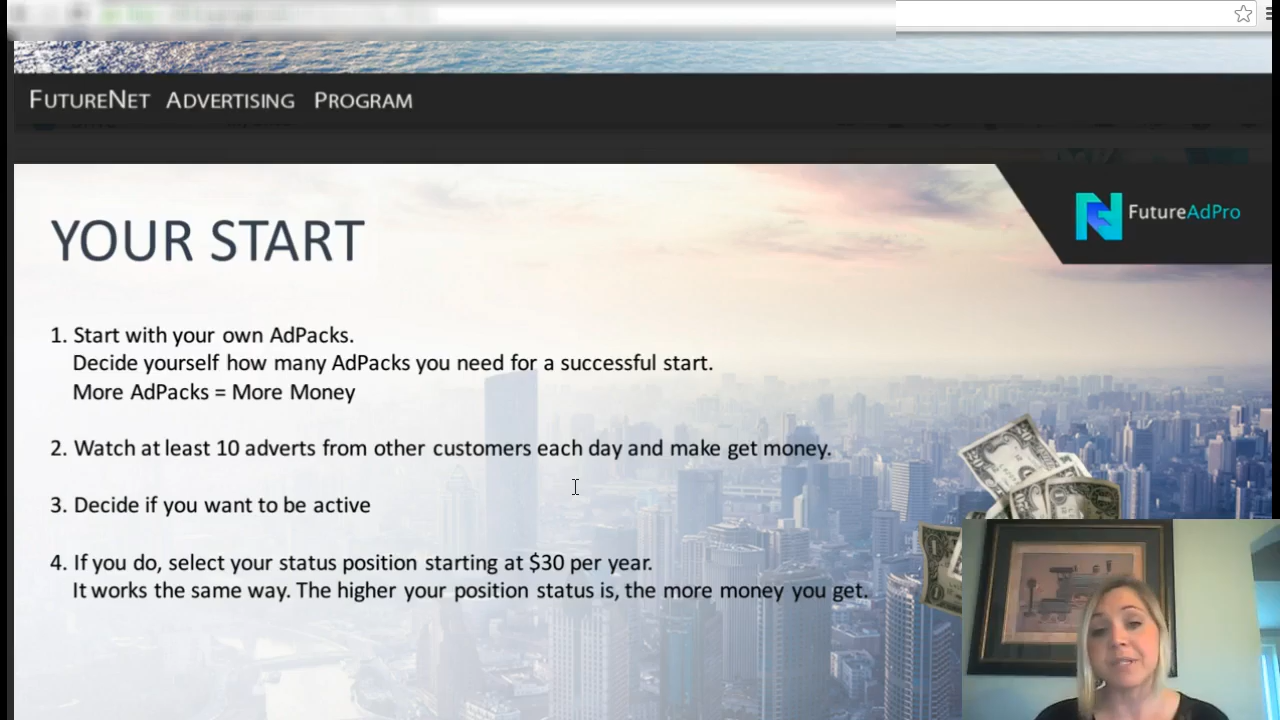 FUTURENET ADVERTISING PROGRAM
FutureAdPro
YOUR START
1. Start with your own AdPacks.
Decide yourself how many AdPacks you need for a successful start.
More AdPacks = More Money
2. Watch at least 10 adverts from other customers each day and make get money.
3. Decide if you want to be active
4. If you do, select your status position starting at $30 per year.
It works the same way. The higher your position status is, the more money you get.